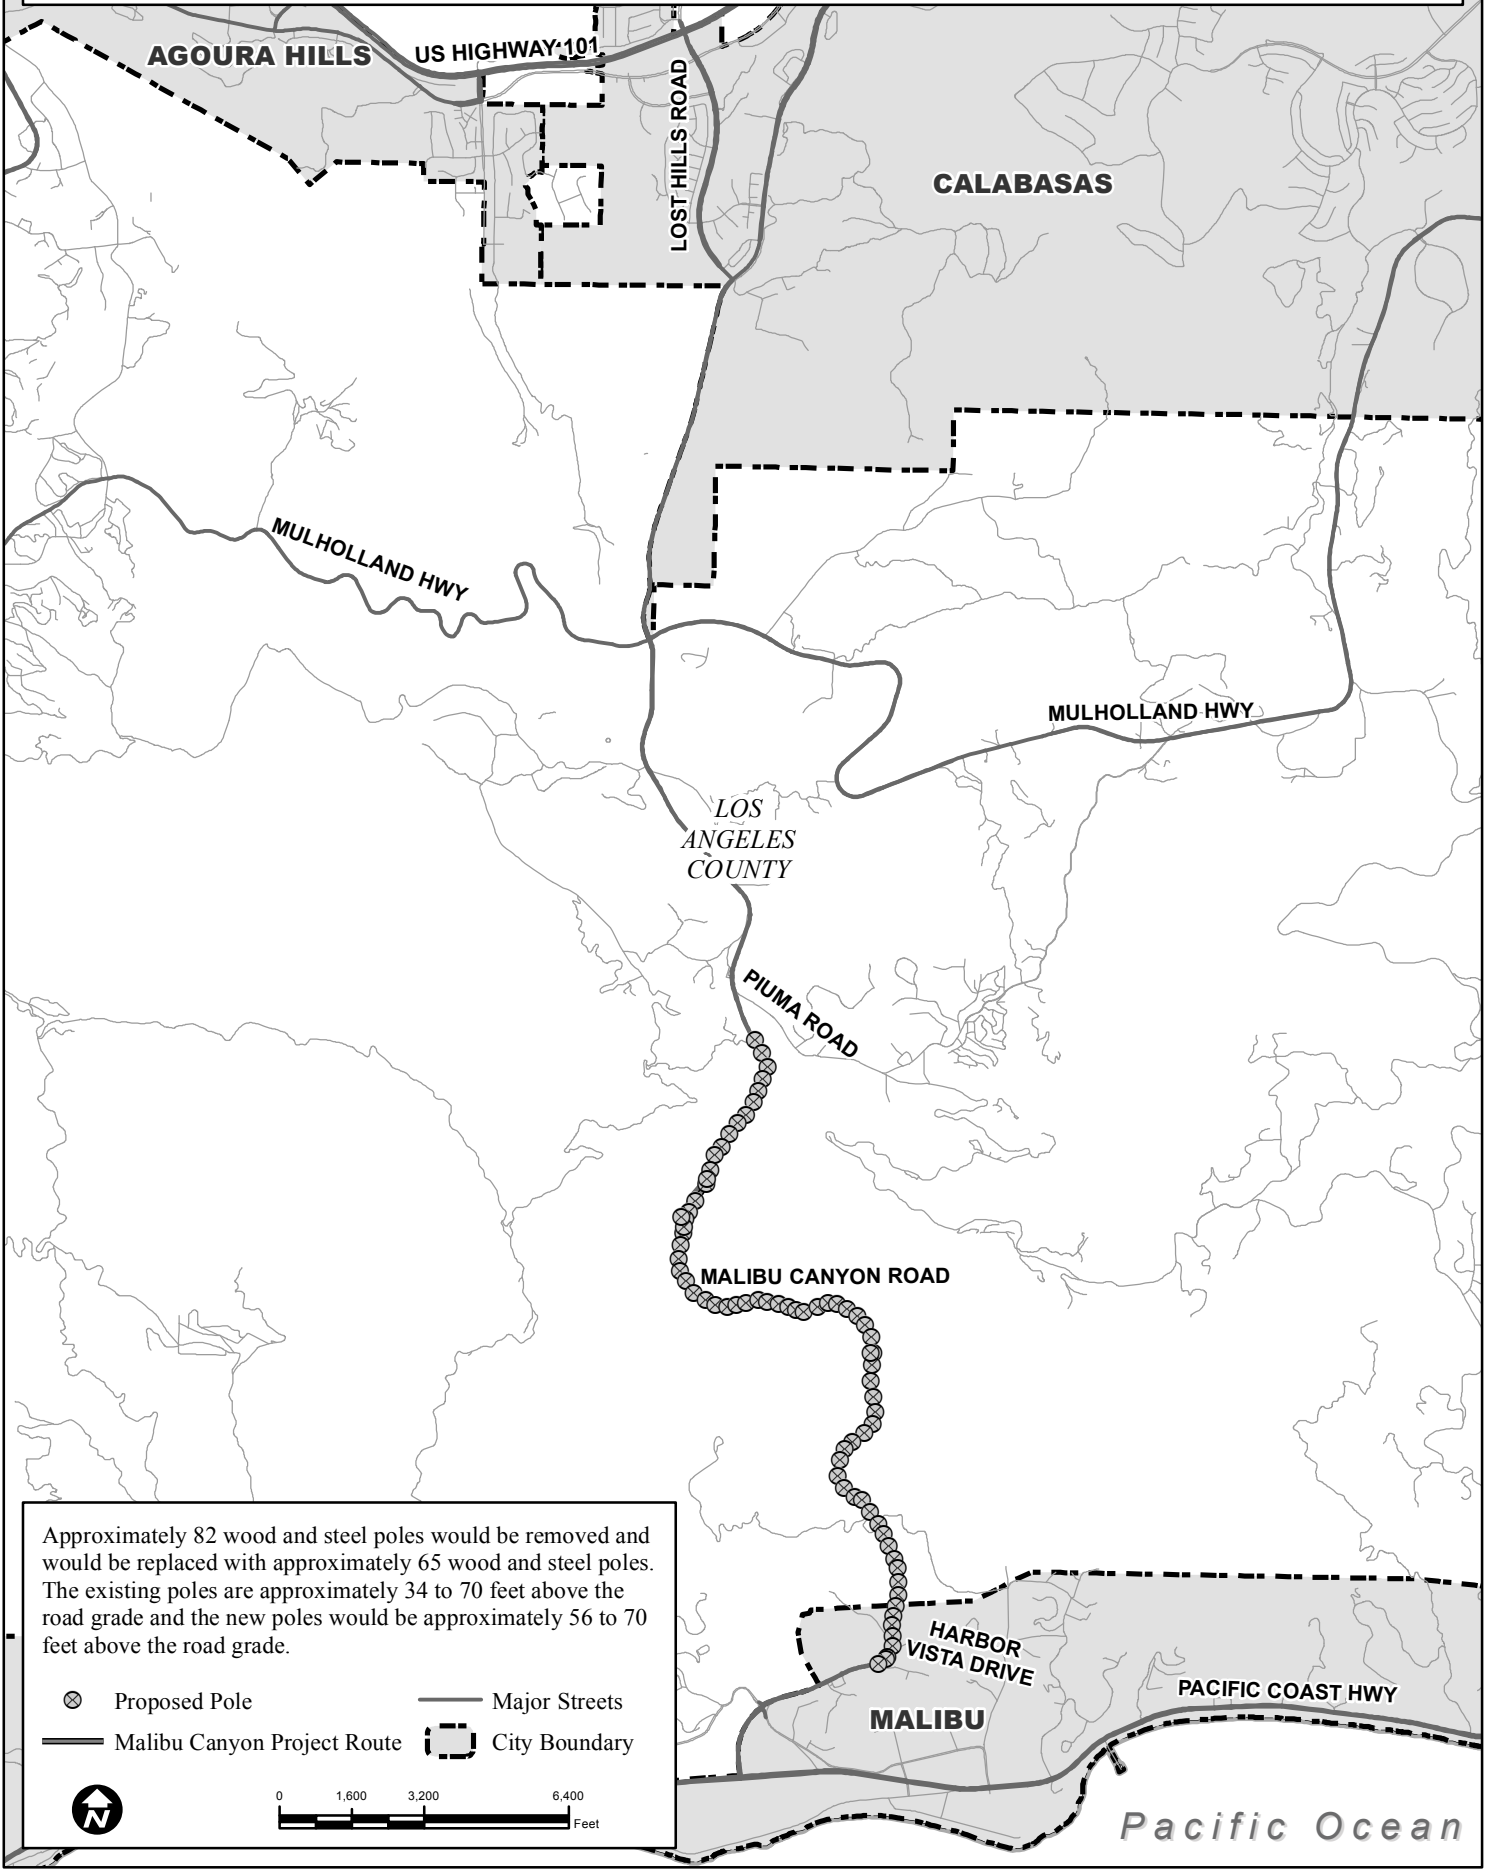 AGOURA HILLS
US HIGHWAY 101
LOST HILLS ROAD
CALABASAS
MULHOLLAND HWY
MULHOLLAND HWY
LOS
ANGELES
COUNTY
PIUMA ROAD
MALIBU CANYON ROAD
HARBOR
VISTA DRIVE
PACIFIC COAST HWY
MALIBU
Pacific Ocean
Approximately 82 wood and steel poles would be removed and
would be replaced with approximately 65 wood and steel poles.
The existing poles are approximately 34 to 70 feet above the
road grade and the new poles would be approximately 56 to 70
feet above the road grade.
Proposed Pole
Major Streets
Malibu Canyon Project Route
City Boundary
N
0 1,600 3,200 6,400
Feet